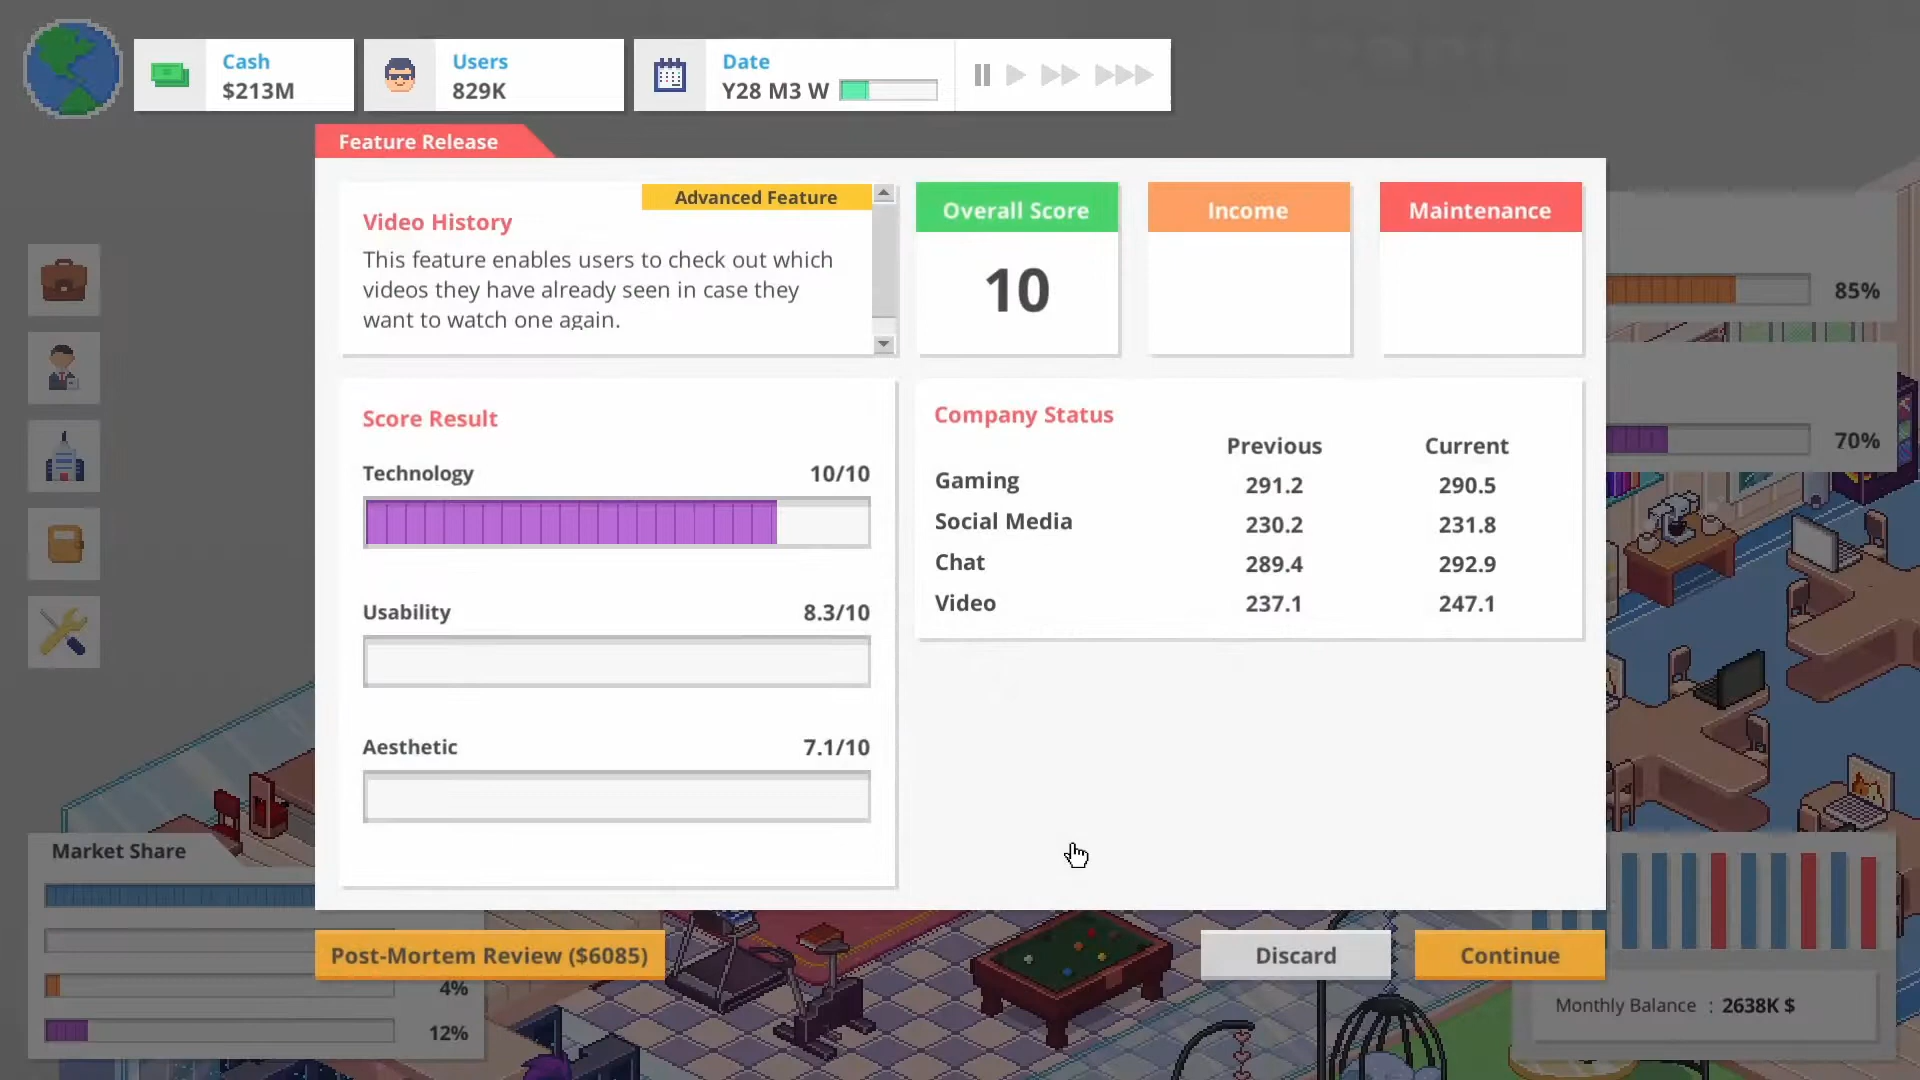 Cash
$213M
Users
829K
Date
Y28 M3 W
Feature Release
Advanced Feature
Video History
This feature enables users to check out which
videos they have already seen in case they
want to watch one again.
Overall Score
10
Income
Maintenance
85%
70%
Score Result
Technology 10/10
Usability 8.3/10
Aesthetic 7.1/10
Company Status
Previous Current
Gaming 291.2 290.5
Social Media 230.2 231.8
Chat 289.4 292.9
Video 237.1 247.1
Market Share
4%
12%
Post-Mortem Review ($6085)
Discard
Continue
Monthly Balance : 2638K $